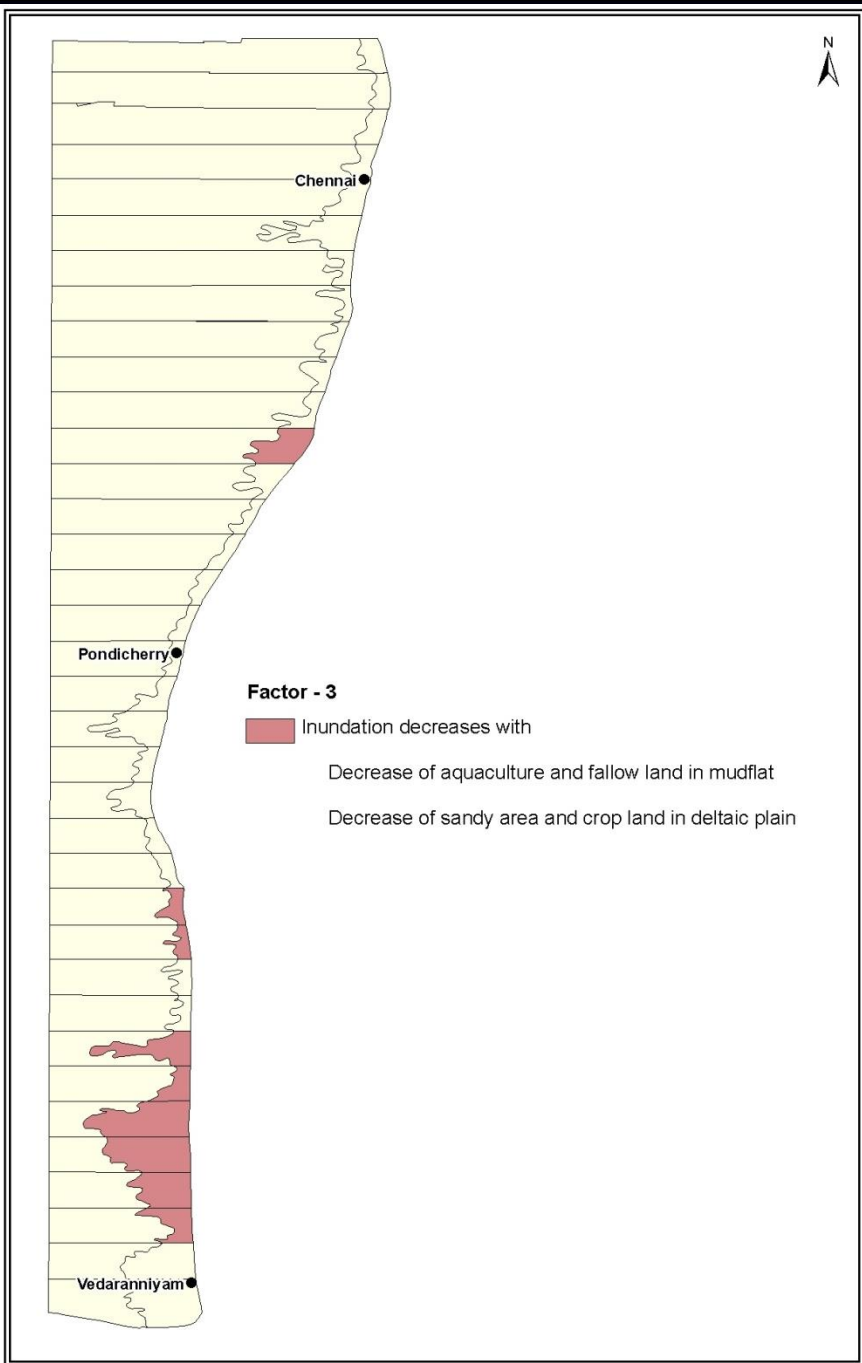 N
Chennai
Pondicherry
Factor - 3
Inundation decreases with
Decrease of aquaculture and fallow land in mudflat
Decrease of sandy area and crop land in deltaic plain
Vedaranniyam